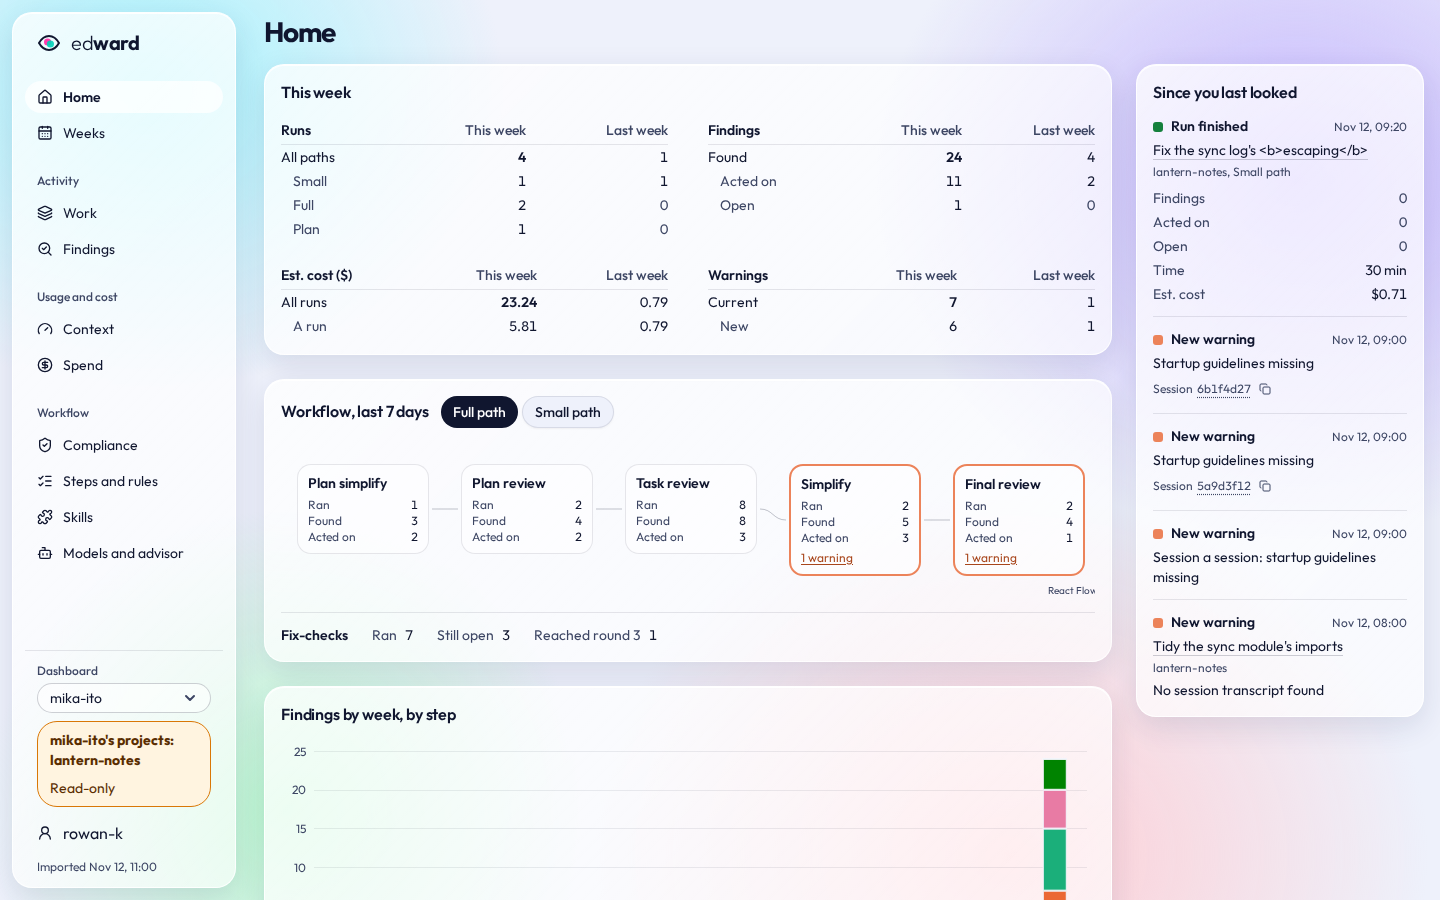 edward
Home
Weeks
Activity
Work
Findings
Usage and cost
Context
Spend
Workflow
Compliance
Steps and rules
Skills
Models and advisor
Dashboard
mika-ito
mika-ito's projects:
lantern-notes
Read-only
rowan-k
Imported Nov 12, 11:00
Home
This week
Runs This week Last week
All paths 4 1
Small 1 1
Full 2 0
Plan 1 0
Findings This week Last week
Found 24 4
Acted on 11 2
Open 1 0
Est. cost ($) This week Last week
All runs 23.24 0.79
A run 5.81 0.79
Warnings This week Last week
Current 7 1
New 6 1
Workflow, last 7 days Full path Small path
Plan simplify
Ran 1
Found 3
Acted on 2
Plan review
Ran 2
Found 4
Acted on 2
Task review
Ran 8
Found 8
Acted on 3
Simplify
Ran 2
Found 5
Acted on 3
1 warning
Final review
Ran 2
Found 4
Acted on 1
1 warning
React Flow
Fix-checks Ran 7 Still open 3 Reached round 3 1
Findings by week, by step
25
20
15
10
Since you last looked
Run finished Nov 12, 09:20
Fix the sync log's <b>escaping</b>
lantern-notes, Small path
Findings 0
Acted on 0
Open 0
Time 30 min
Est. cost $0.71
New warning Nov 12, 09:00
Startup guidelines missing
Session 6b1f4d27
New warning Nov 12, 09:00
Startup guidelines missing
Session 5a9d3f12
New warning Nov 12, 09:00
Session a session: startup guidelines
missing
New warning Nov 12, 08:00
Tidy the sync module's imports
lantern-notes
No session transcript found